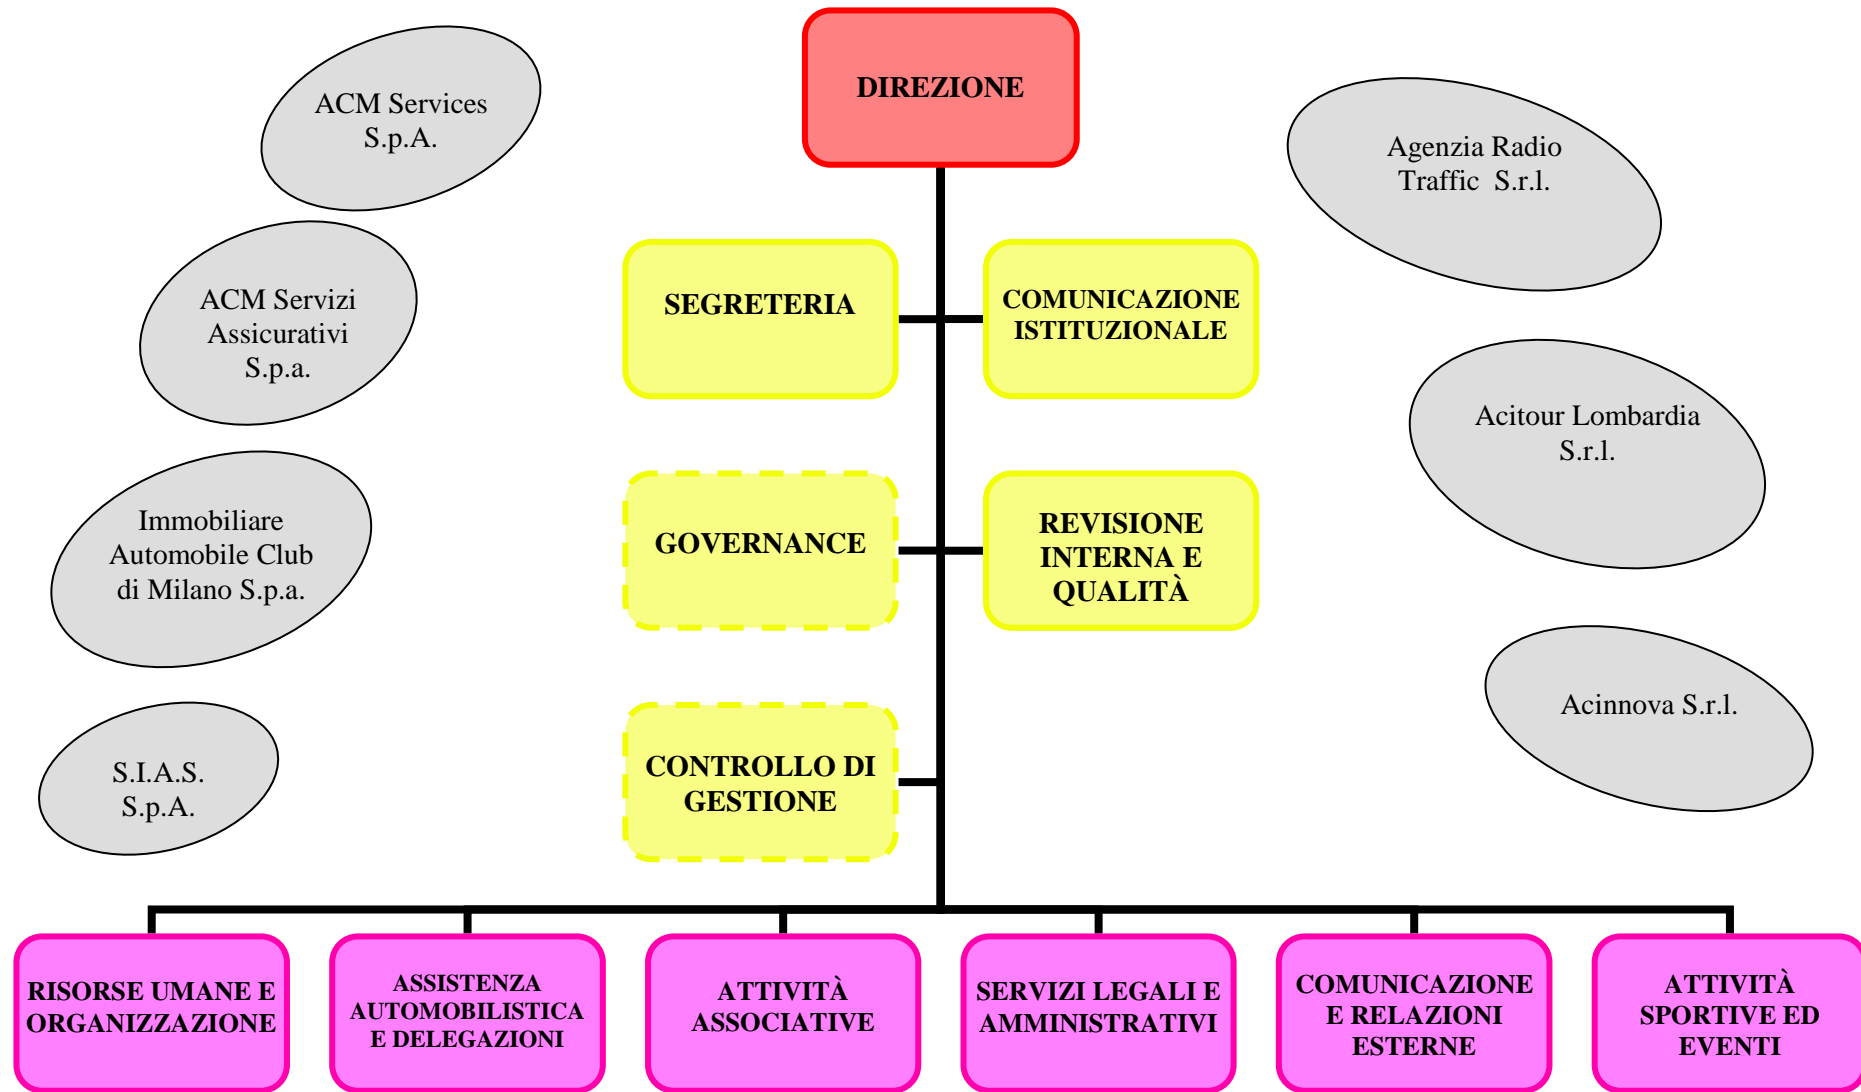 DIREZIONE
ACM Services
S.p.A.
Agenzia Radio
Traffic S.r.l.
ACM Servizi
Assicurativi
S.p.a.
SEGRETERIA
COMUNICAZIONE
ISTITUZIONALE
Acitour Lombardia
S.r.l.
Immobiliare
Automobile Club
di Milano S.p.a.
GOVERNANCE
REVISIONE
INTERNA E
QUALITÀ
Acinnova S.r.l.
S.I.A.S.
S.p.A.
CONTROLLO DI
GESTIONE
RISORSE UMANE E
ORGANIZZAZIONE
ASSISTENZA
AUTOMOBILISTICA
E DELEGAZIONI
ATTIVITÀ
ASSOCIATIVE
SERVIZI LEGALI E
AMMINISTRATIVI
COMUNICAZIONE
E RELAZIONI
ESTERNE
ATTIVITÀ
SPORTIVE ED
EVENTI